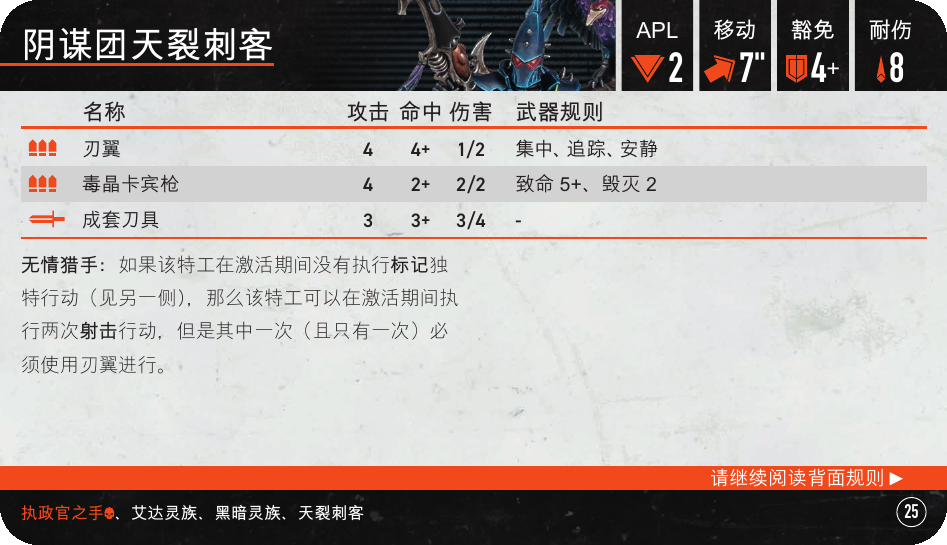 阴谋团天裂刺客
APL 移动 豁免 耐伤
2 7" 4+ 8
名称 攻击 命中 伤害 武器规则
刃翼 4 4+ 1/2 集中、追踪、安静
毒晶卡宾枪 4 2+ 2/2 致命 5+、毁灭 2
成套刀具 3 3+ 3/4 -
无情猎手：如果该特工在激活期间没有执行标记独
特行动（见另一侧），那么该特工可以在激活期间执
行两次射击行动，但是其中一次（且只有一次）必
须使用刃翼进行。
请继续阅读背面规则 ▶
执政官之手、艾达灵族、黑暗灵族、天裂刺客
25